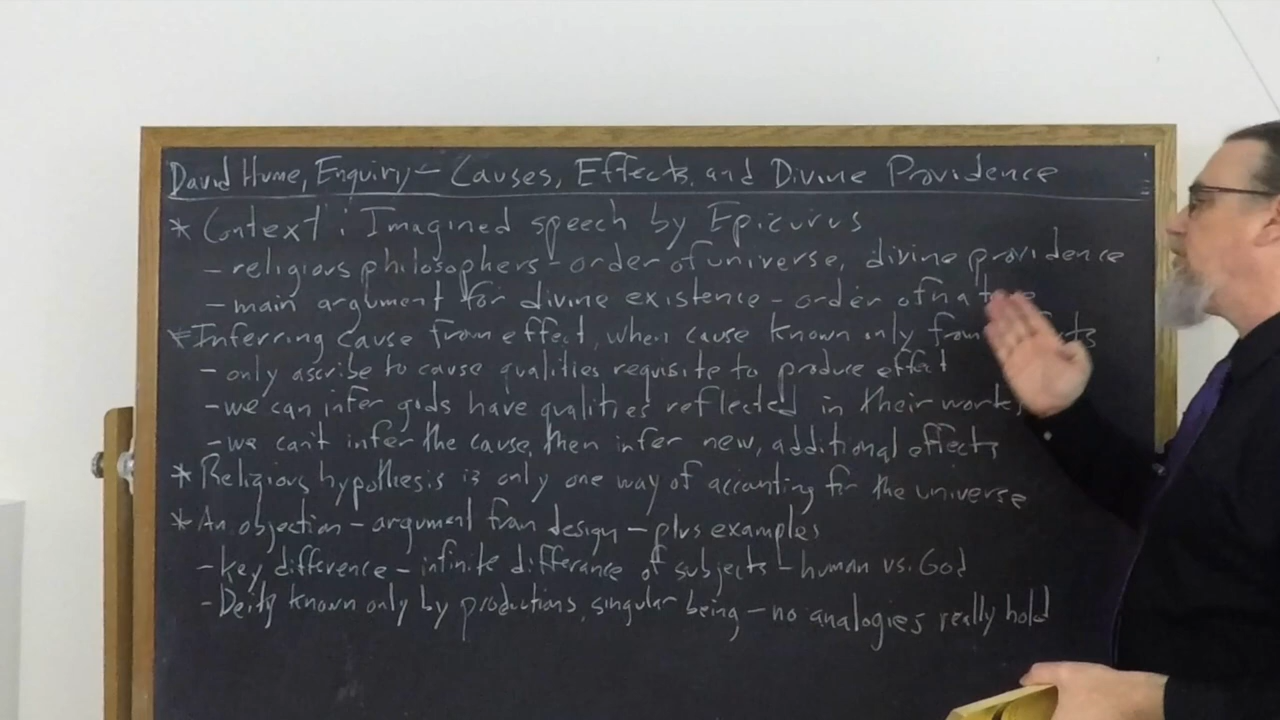 David Hume, Enquiry - Causes, Effects, and Divine Providence
* Context: Imagined speech by Epicurus
- religious philosophers - order of universe, divine providence
- main argument for divine existence - order of
* Inferring cause from effect, when cause known only from
- only ascribe to cause qualities requisite to produce effect
- we can infer gods have qualities reflected in their works
- we can't infer the cause, then infer new, additional effects
* Religious hypothesis is only one way of accounting for the universe
* An objection - argument from design - plus examples
- key difference - infinite differance of subjects - human vs. God
- Deity known only by productions, singular being - no analogies really hold